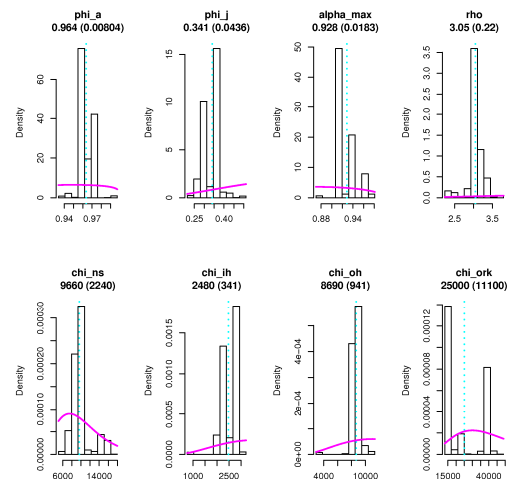 phi_a
0.964 (0.00804)
Density
0 20 40 60
0.94 0.97
phi_j
0.341 (0.0436)
Density
0 5 10 15
0.25 0.40
alpha_max
0.928 (0.0183)
Density
0 10 20 30 40 50
0.88 0.94
rho
3.05 (0.22)
Density
0.0 0.5 1.0 1.5 2.0 2.5 3.0 3.5
2.5 3.5
chi_ns
9660 (2240)
Density
0.00000 0.00010 0.00020 0.00030
6000 14000
chi_ih
2480 (341)
Density
0.0000 0.0005 0.0010 0.0015
1000 2500
chi_oh
8690 (941)
Density
0e+00 2e-04 4e-04
4000 10000
chi_ork
25000 (11100)
Density
0.00000 0.00004 0.00008 0.00012
15000 40000